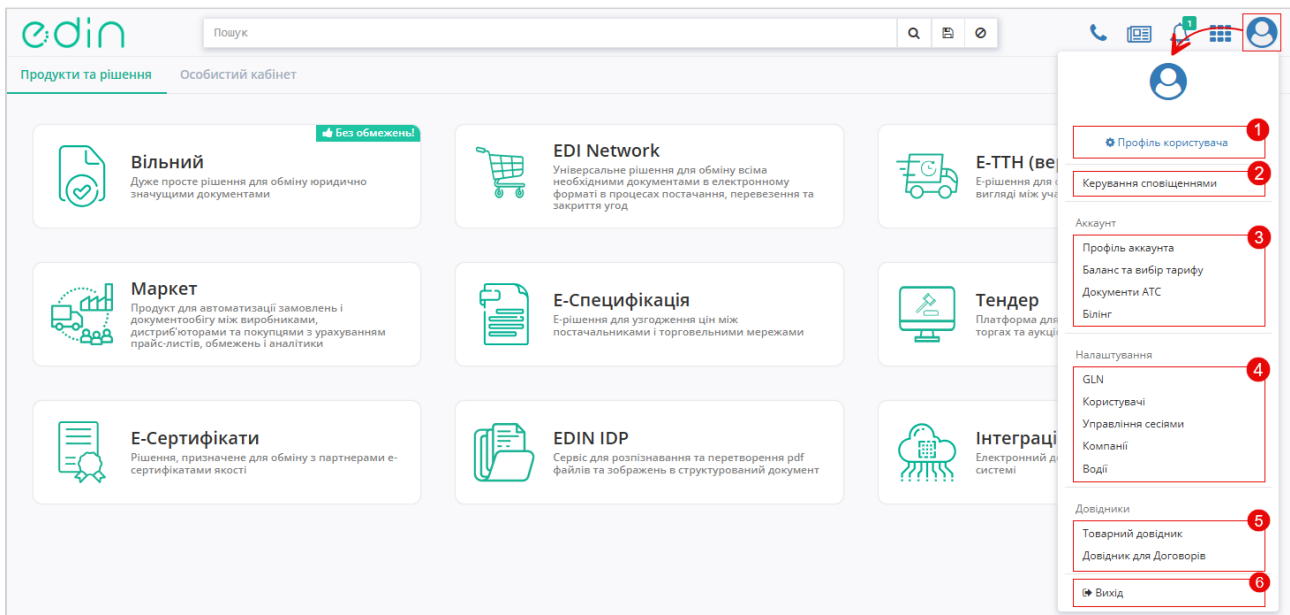 edin
Пошук
1
Продукти та рішення
Особистий кабінет
Без обмежень!
Вільний
Дуже просте рішення для обміну юридично
значущими документами
EDI Network
Універсальне рішення для обміну всіма
необхідними документами в електронному
форматі в процесах постачання, перевезення та
закриття угод
Е-ТТН (ве
Е-рішення для
вигляді між уча
Маркет
Продукт для автоматизації замовлень і
документообігу між виробниками,
дистриб'юторами та покупцями з урахуванням
прайс-листів, обмежень і аналітики
Е-Специфікація
Е-рішення для узгодження цін між
постачальниками і торговельними мережами
Тендер
Платформа для
торгах та аукці
Е-Сертифікати
Рішення, призначене для обміну з партнерами е-
сертифікатами якості
EDIN IDP
Сервіс для розпізнавання та перетворення pdf
файлів та зображень в структурований документ
Інтеграці
Електронний д
системі
1
Профіль користувача
2
Керування сповіщеннями
Аккаунт
3
Профіль аккаунта
Баланс та вибір тарифу
Документи АТС
Білінг
Налаштування
4
GLN
Користувачі
Управління сесіями
Компанії
Водії
Довідники
5
Товарний довідник
Довідник для Договорів
6
Вихід